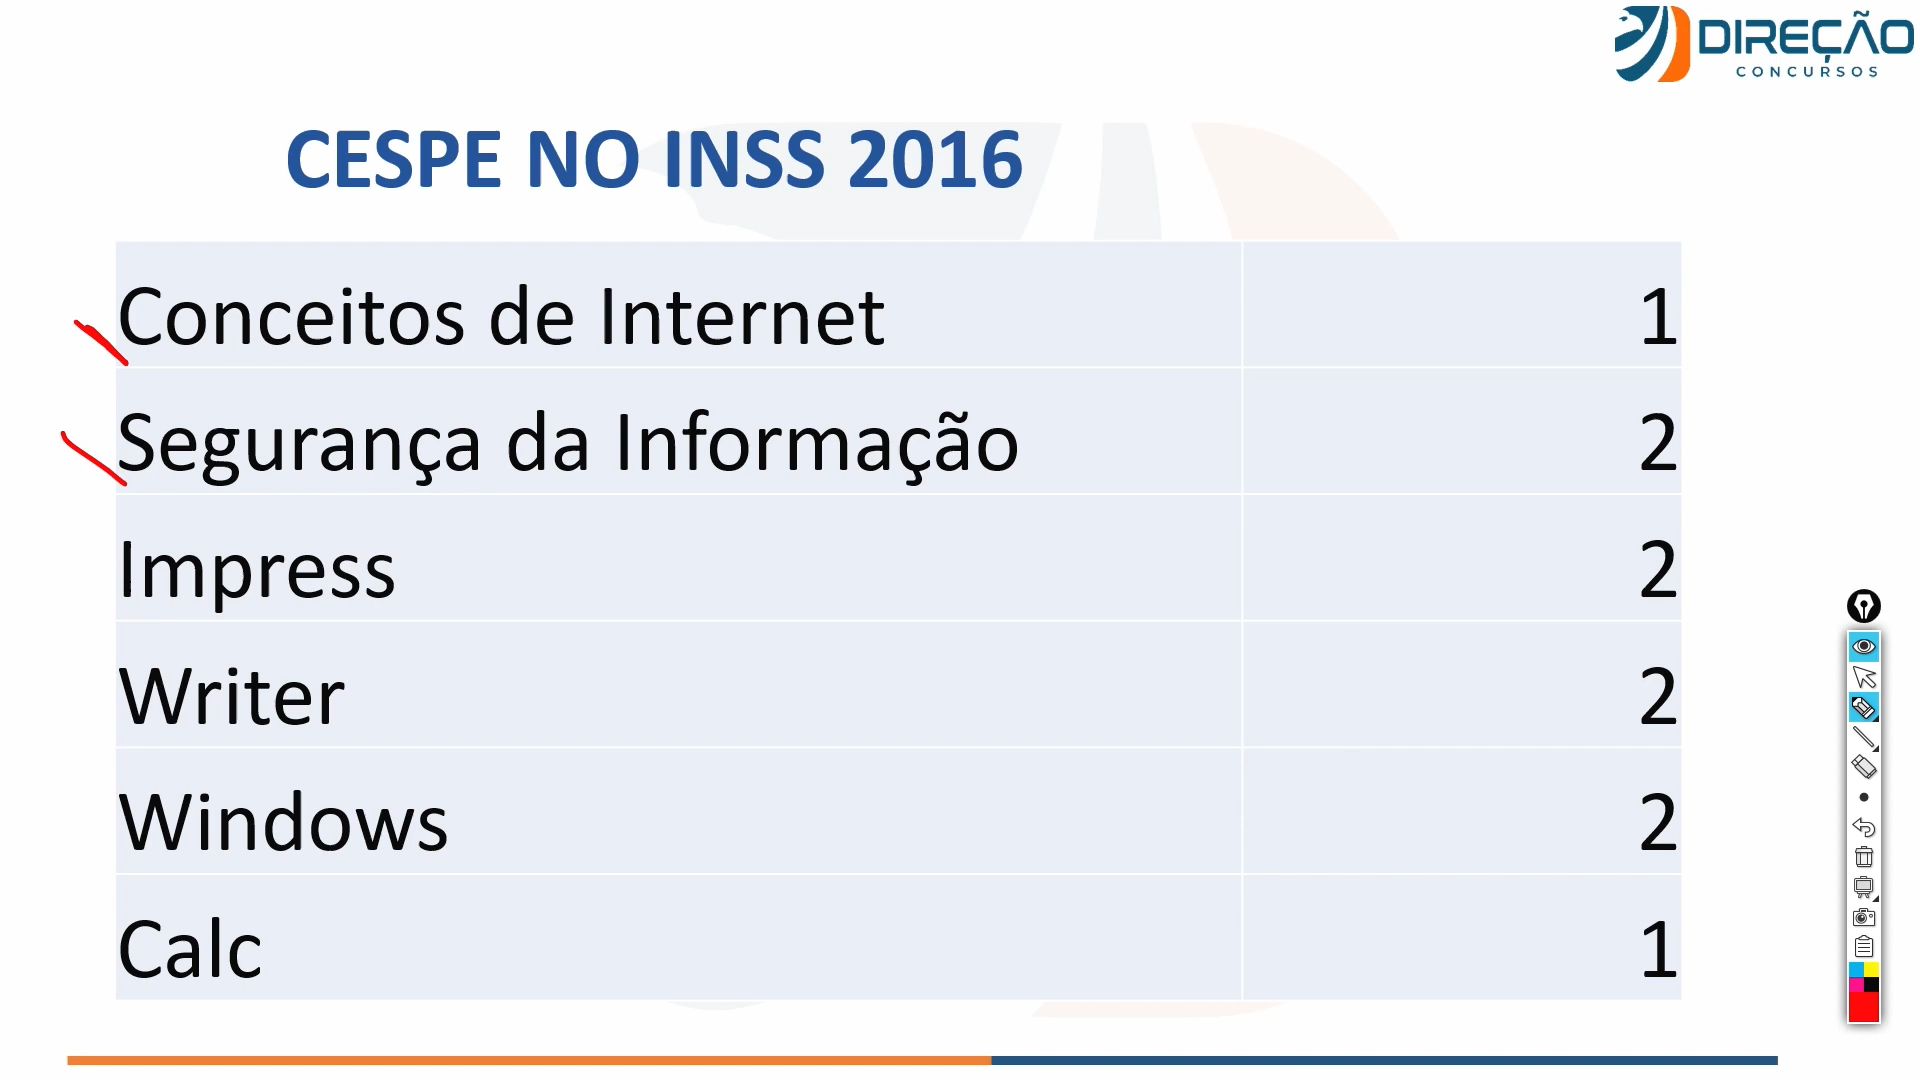 DIREÇÃO
CONCURSOS
CESPE NO INSS 2016
Conceitos de Internet 1
Segurança da Informação 2
Impress 2
Writer 2
Windows 2
Calc 1